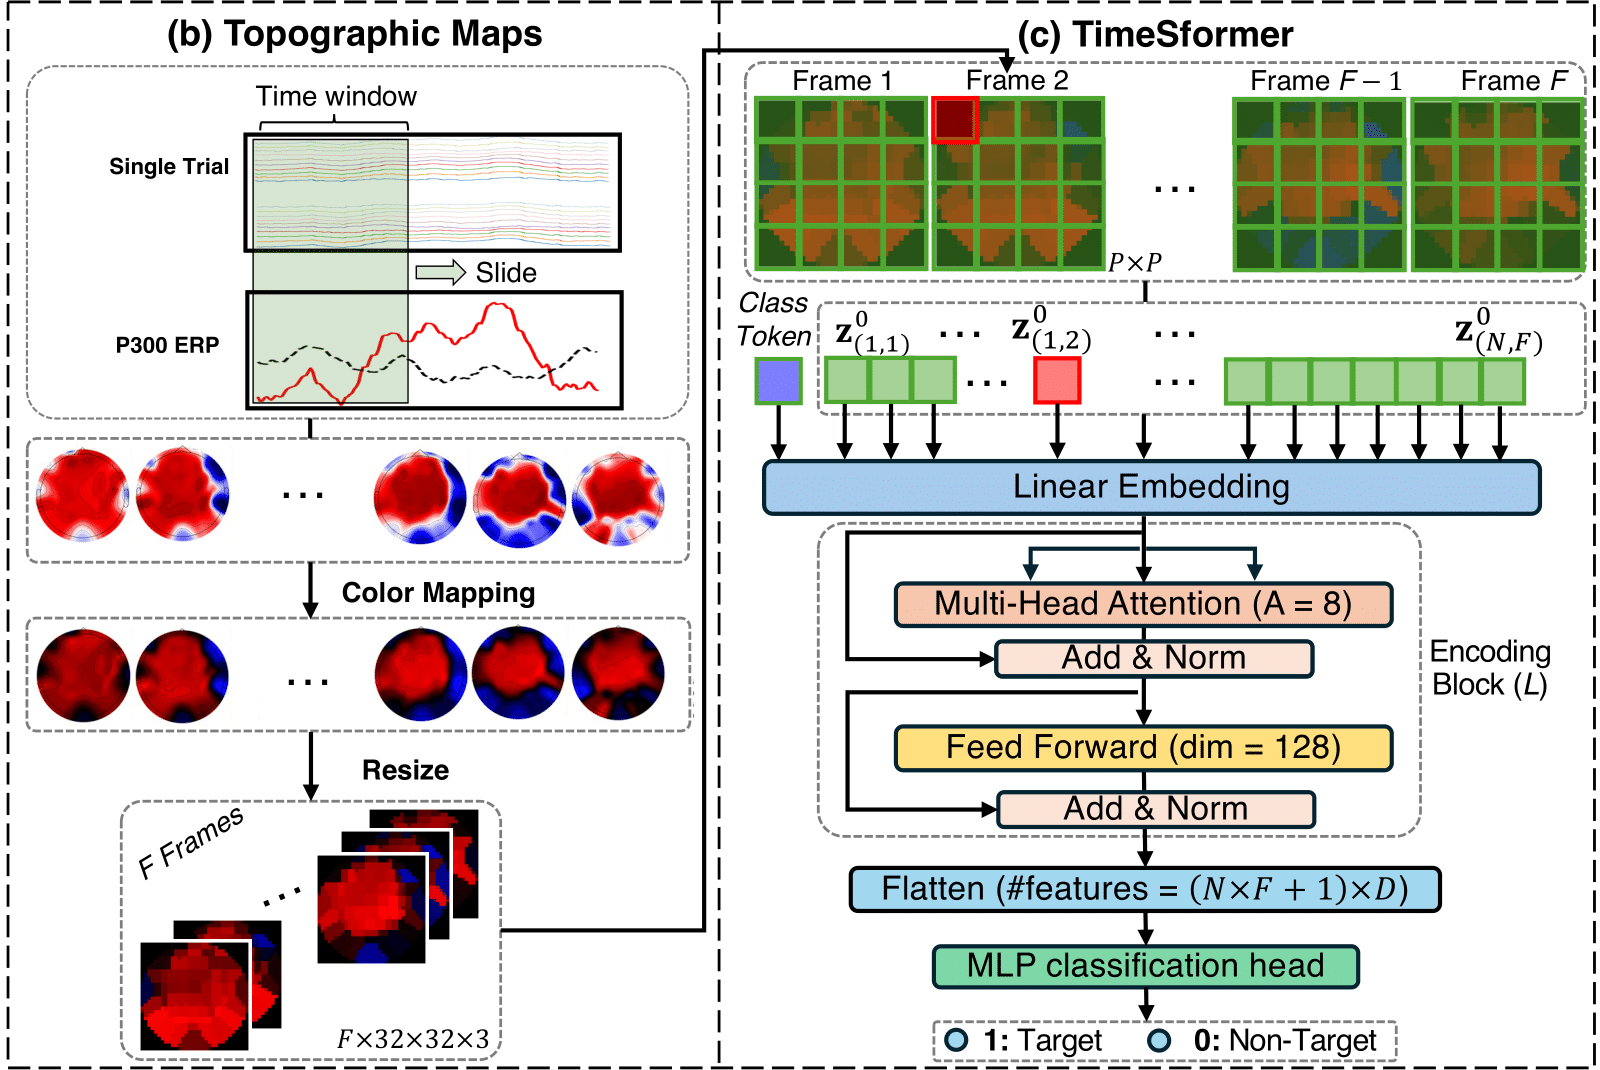 (b) Topographic Maps
Time window
Single Trial
Slide
P300 ERP
...
Color Mapping
...
Resize
F Frames
...
F×32×32×3
(c) TimeSformer
Frame 1
Frame 2
Frame F − 1
Frame F
...
P×P
Class
Token
z⁰₍₁,₁₎
...
z⁰₍₁,₂₎
...
z⁰₍N,F₎
...
...
Linear Embedding
Multi-Head Attention (A = 8)
Add & Norm
Encoding
Block (L)
Feed Forward (dim = 128)
Add & Norm
Flatten (#features = (N×F + 1)×D)
MLP classification head
1: Target
0: Non-Target